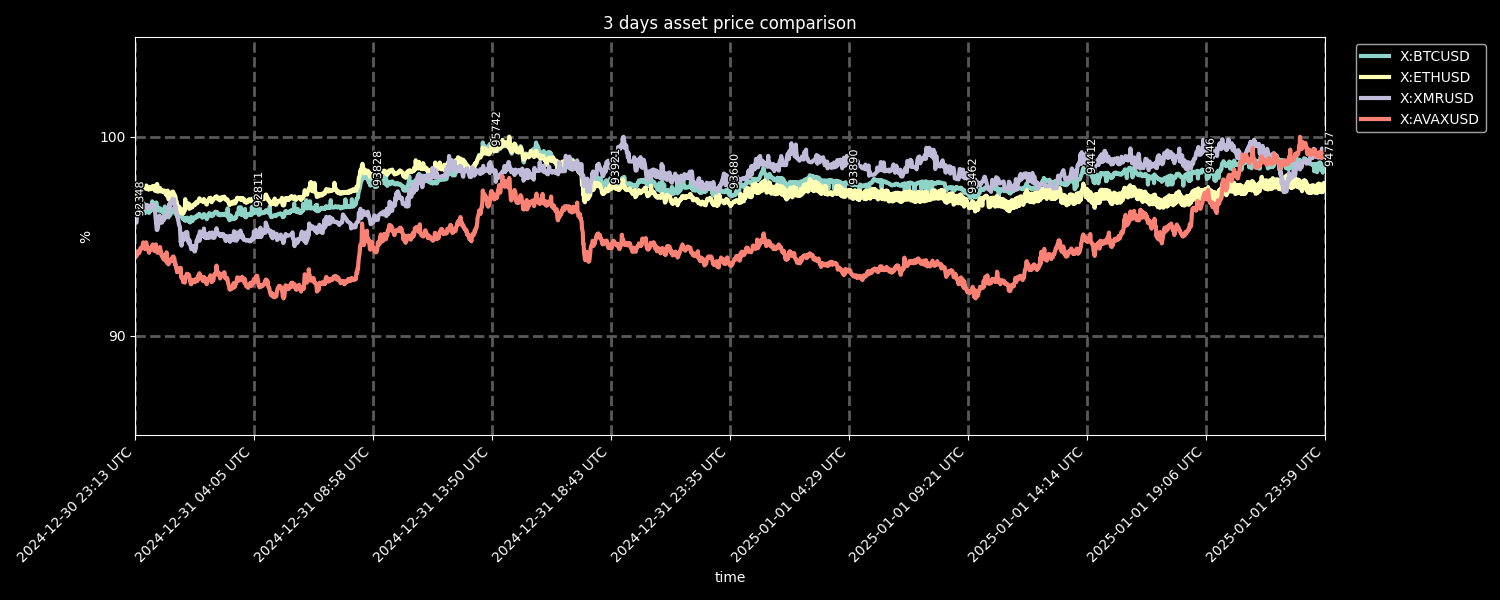 3 days asset price comparison
X:BTCUSD
X:ETHUSD
X:XMRUSD
X:AVAXUSD
%
100
90
92348
92811
93828
95742
93921
93680
93890
93462
94412
94446
94757
2024-12-30 23:13 UTC
2024-12-31 04:05 UTC
2024-12-31 08:58 UTC
2024-12-31 13:50 UTC
2024-12-31 18:43 UTC
2024-12-31 23:35 UTC
2025-01-01 04:29 UTC
2025-01-01 09:21 UTC
2025-01-01 14:14 UTC
2025-01-01 19:06 UTC
2025-01-01 23:59 UTC
time